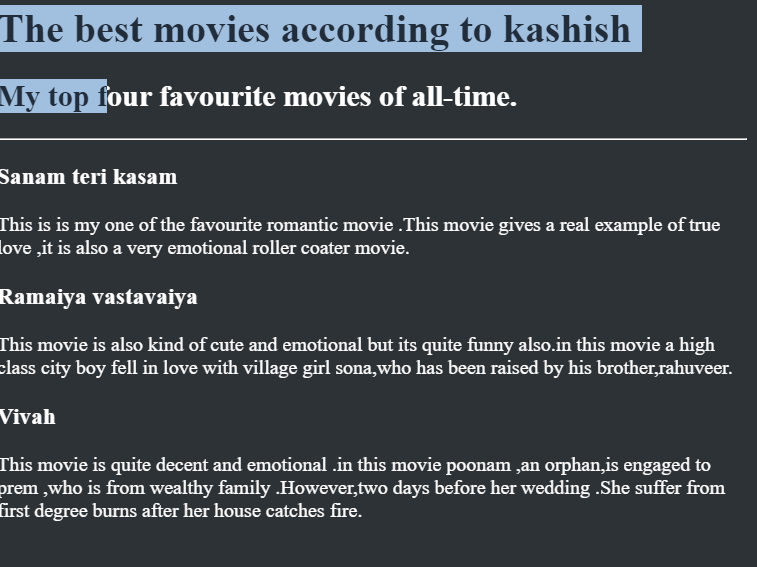 The best movies according to kashish
My top four favourite movies of all-time.
Sanam teri kasam
This is is my one of the favourite romantic movie .This movie gives a real example of true
love ,it is also a very emotional roller coater movie.
Ramaiya vastavaiya
This movie is also kind of cute and emotional but its quite funny also.in this movie a high
class city boy fell in love with village girl sona,who has been raised by his brother,rahuveer.
Vivah
This movie is quite decent and emotional .in this movie poonam ,an orphan,is engaged to
prem ,who is from wealthy family .However,two days before her wedding .She suffer from
first degree burns after her house catches fire.